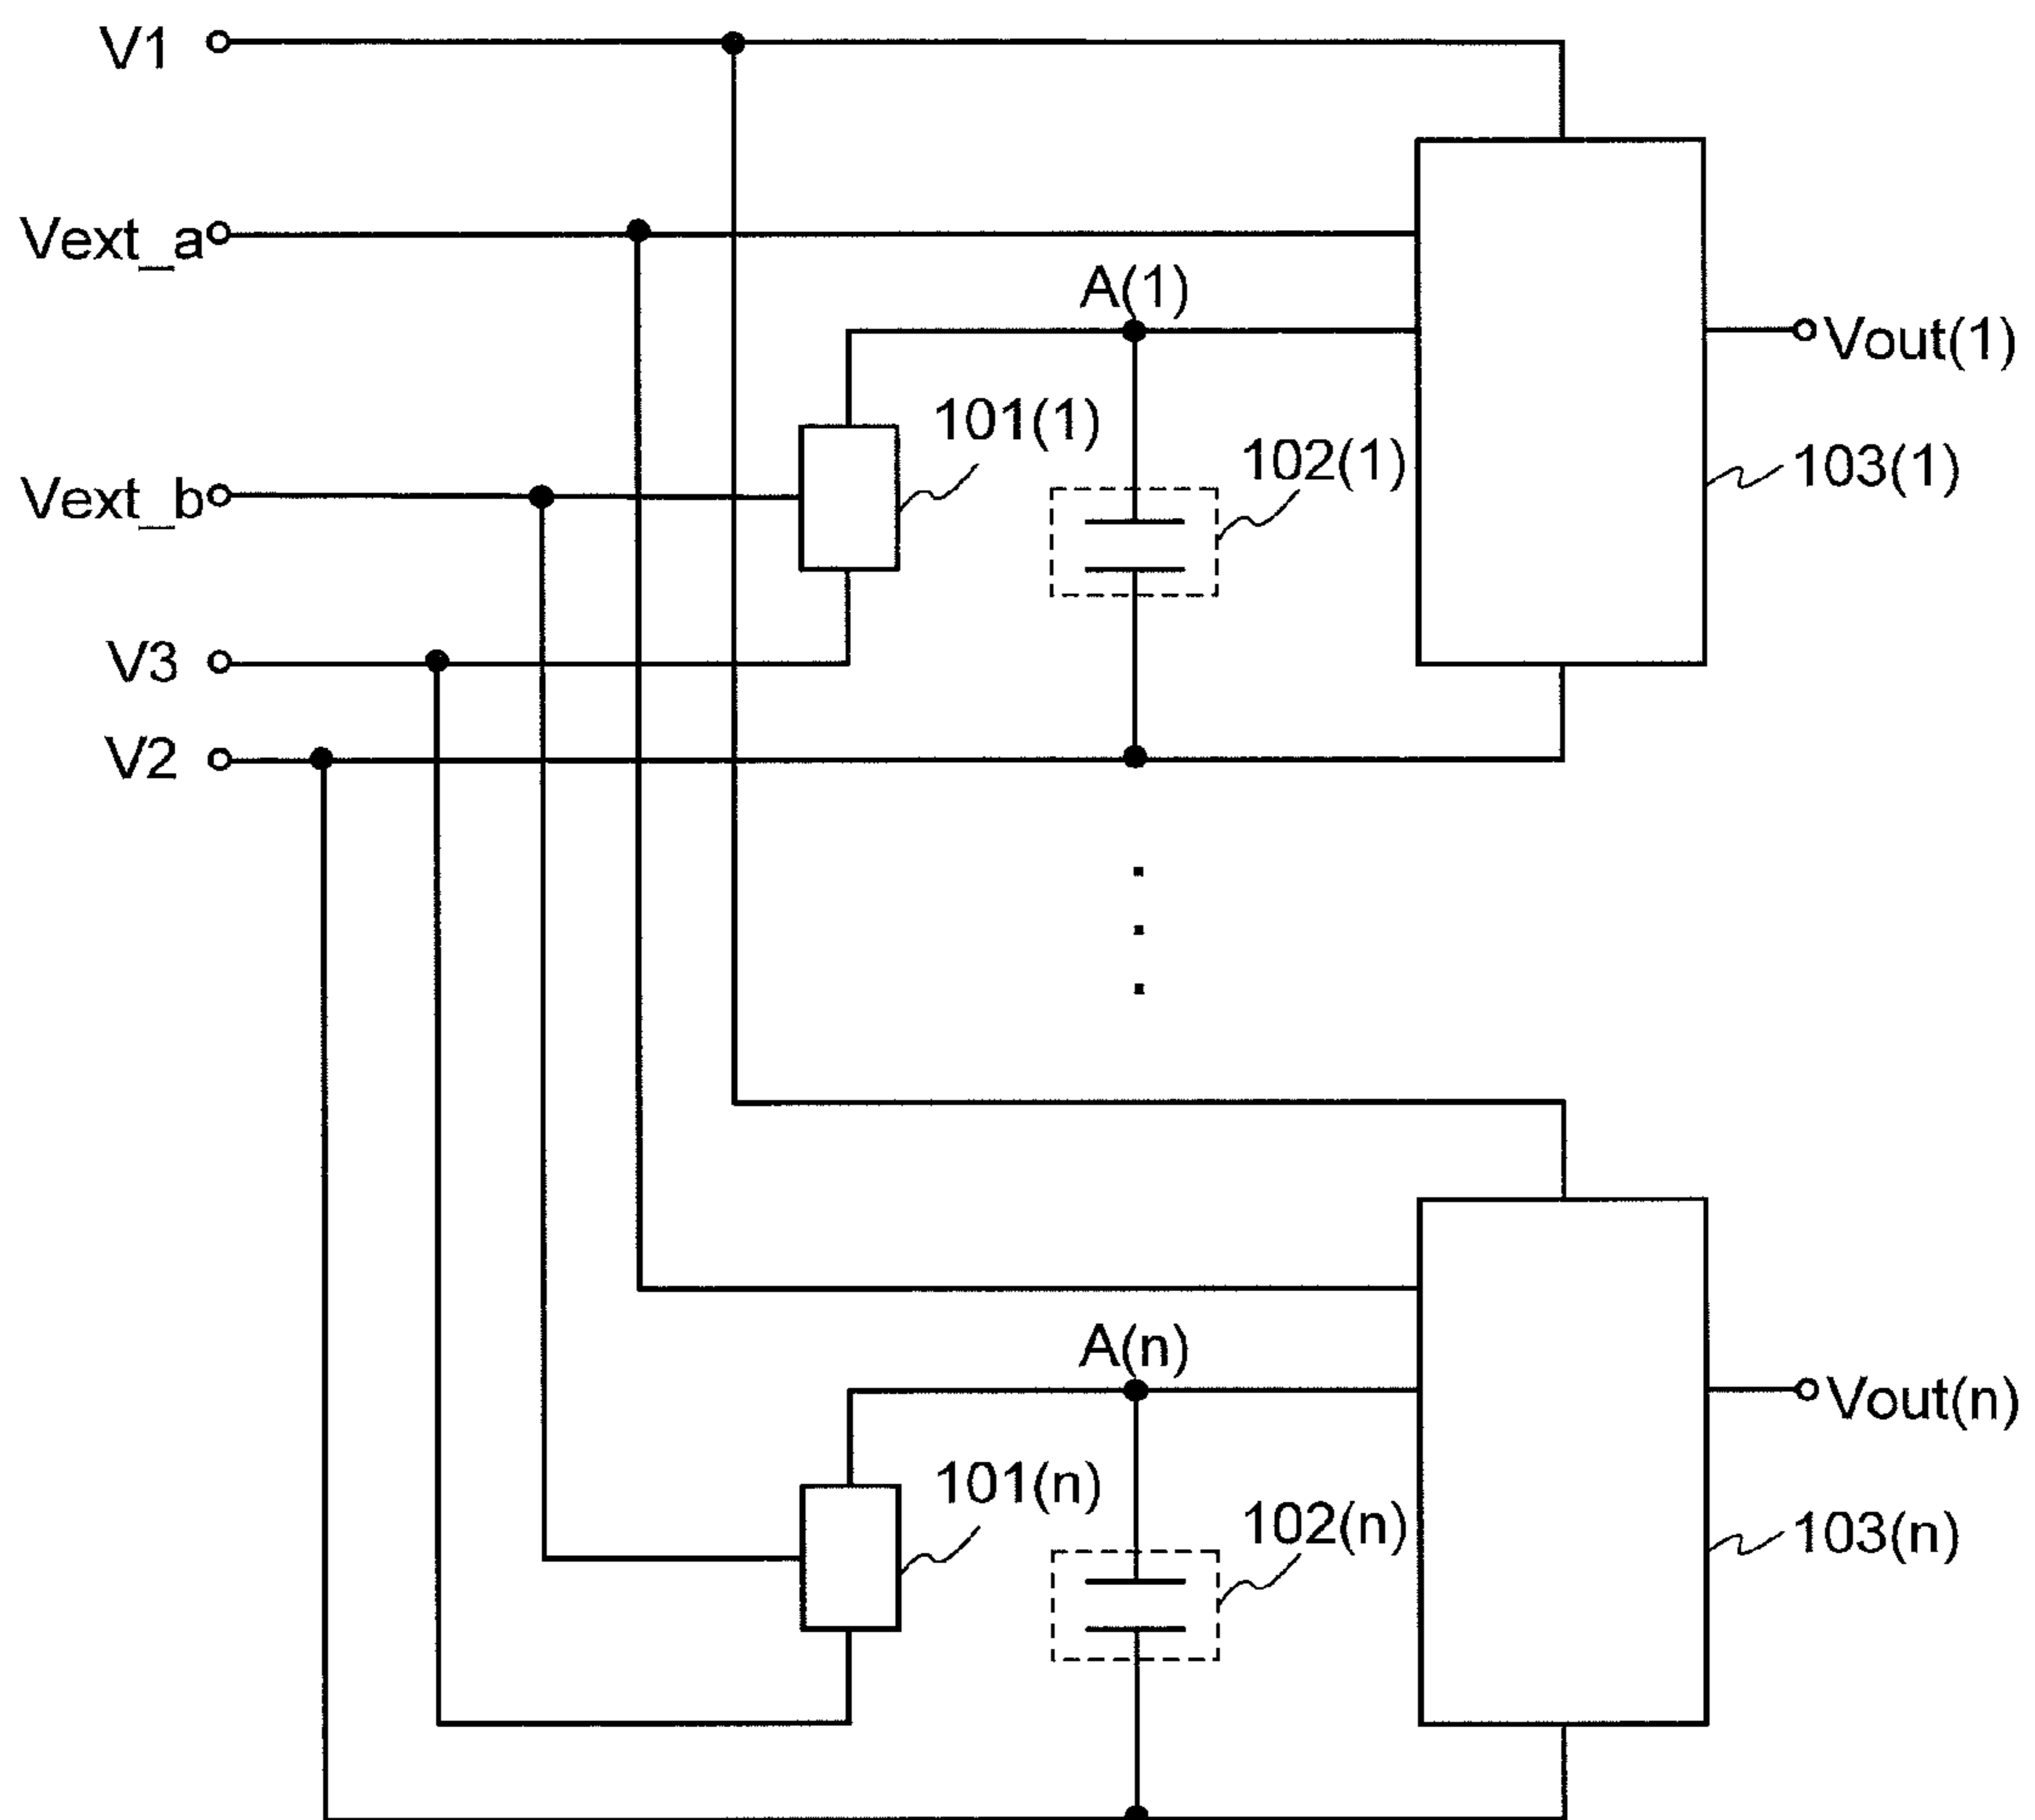 V1
Vext_a
A(1)
Vout(1)
101(1)
102(1)
103(1)
Vext_b
V3
V2
A(n)
Vout(n)
101(n)
102(n)
103(n)